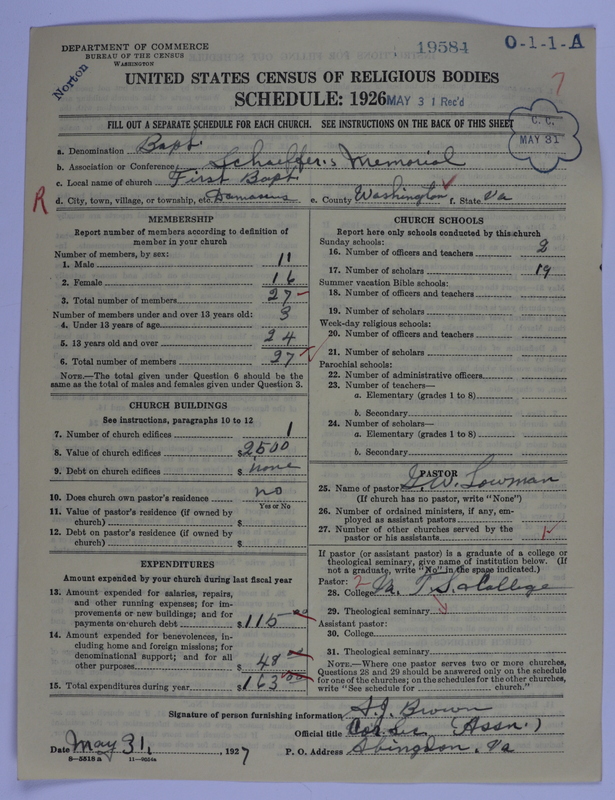 DEPARTMENT OF COMMERCE
BUREAU OF THE CENSUS
WASHINGTON
Norton
19584
O-1-1-A
UNITED STATES CENSUS OF RELIGIOUS BODIES
SCHEDULE: 1926
MAY 31 Rec'd
7
FILL OUT A SEPARATE SCHEDULE FOR EACH CHURCH. SEE INSTRUCTIONS ON THE BACK OF THIS SHEET
C. C.
MAY 31
a. Denomination Bapt
b. Association or Conference Schaeffer's Memorial
c. Local name of church First Bapt
R
d. City, town, village, or township, etc. Damascus e. County Washington f. State Va
MEMBERSHIP
Report number of members according to definition of
member in your church
Number of members, by sex:
1. Male 11
2. Female 16
3. Total number of members 27
Number of members under and over 13 years old:
4. Under 13 years of age 3
5. 13 years old and over 24
6. Total number of members 27
NOTE.—The total given under Question 6 should be
the same as the total of males and females given under Question 3.
CHURCH BUILDINGS
See instructions, paragraphs 10 to 12
7. Number of church edifices 1
8. Value of church edifices $2500
9. Debt on church edifices $ none
10. Does church own pastor's residence no
Yes or No
11. Value of pastor's residence (if owned by
church) $
12. Debt on pastor's residence (if owned by
church) $
EXPENDITURES
Amount expended by your church during last fiscal year
13. Amount expended for salaries, repairs,
and other running expenses; for im-
provements or new buildings; and for
payments on church debt $115 00
14. Amount expended for benevolences, in-
cluding home and foreign missions; for
denominational support; and for all
other purposes $48 00
15. Total expenditures during year $163 00
CHURCH SCHOOLS
Report here only schools conducted by this church
Sunday schools:
16. Number of officers and teachers 2
17. Number of scholars 19
Summer vacation Bible schools:
18. Number of officers and teachers
19. Number of scholars
Week-day religious schools:
20. Number of officers and teachers
21. Number of scholars
Parochial schools:
22. Number of administrative officers
23. Number of teachers—
a. Elementary (grades 1 to 8)
b. Secondary
24. Number of scholars—
a. Elementary (grades 1 to 8)
b. Secondary
PASTOR
25. Name of pastor J. W. Lowman
(If church has no pastor, write "None")
26. Number of ordained ministers, if any, em-
ployed as assistant pastors
27. Number of other churches served by the
pastor or his assistants
If pastor (or assistant pastor) is a graduate of a college or
theological seminary, give name of institution below. (If
not a graduate, write "No" in the space indicated.)
Pastor:
28. College Va. T. S. & College
29. Theological seminary
Assistant pastor:
30. College
31. Theological seminary
NOTE.—Where one pastor serves two or more churches,
Questions 28 and 29 should be answered only on the schedule
for one of the churches; on the schedules for the other churches,
write "See schedule for church."
Signature of person furnishing information S. J. Brown
Official title Cor. Sec. (Assn.)
Date May 31, 1927 P. O. Address Abingdon, Va
8—5518 a 11—9504a